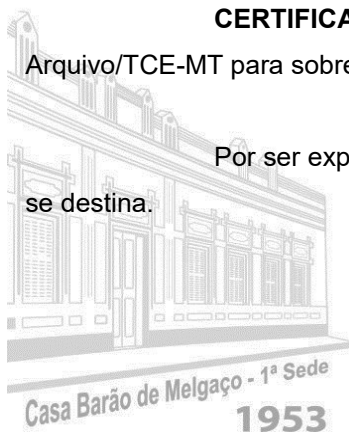 CERTIFICA
Arquivo/TCE-MT para sobre
Por ser exp
se destina.
Casa Barão de Melgaço - 1ª Sede
1953